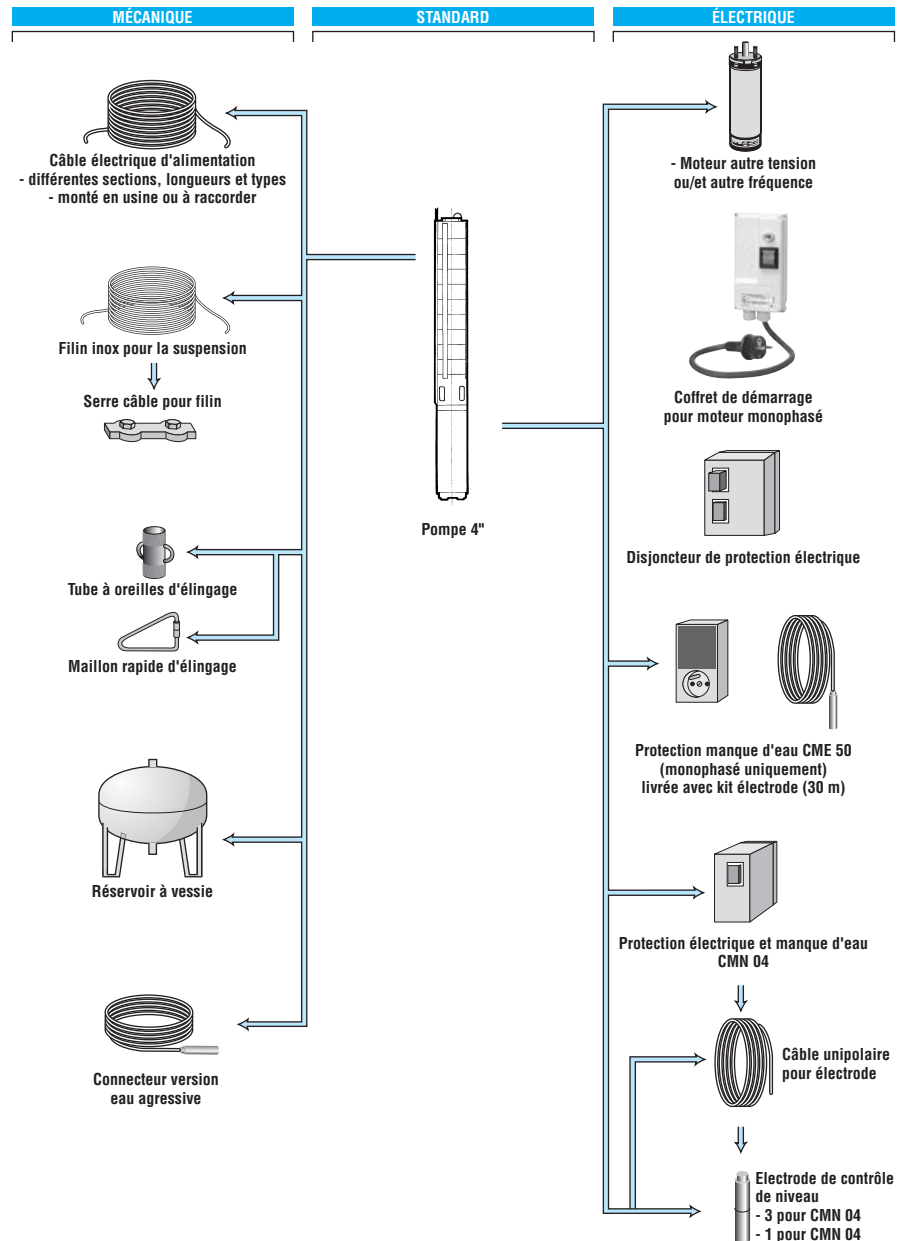 MÉCANIQUE
STANDARD
ÉLECTRIQUE
Câble électrique d'alimentation
- différentes sections, longueurs et types
- monté en usine ou à raccorder
Filin inox pour la suspension
Serre câble pour filin
Tube à oreilles d'élingage
Maillon rapide d'élingage
Réservoir à vessie
Connecteur version
eau agressive
Pompe 4"
- Moteur autre tension
ou/et autre fréquence
Coffret de démarrage
pour moteur monophasé
Disjoncteur de protection électrique
Protection manque d'eau CME 50
(monophasé uniquement)
livrée avec kit électrode (30 m)
Protection électrique et manque d'eau
CMN 04
Câble unipolaire
pour électrode
Electrode de contrôle
de niveau
- 3 pour CMN 04
- 1 pour CMN 04